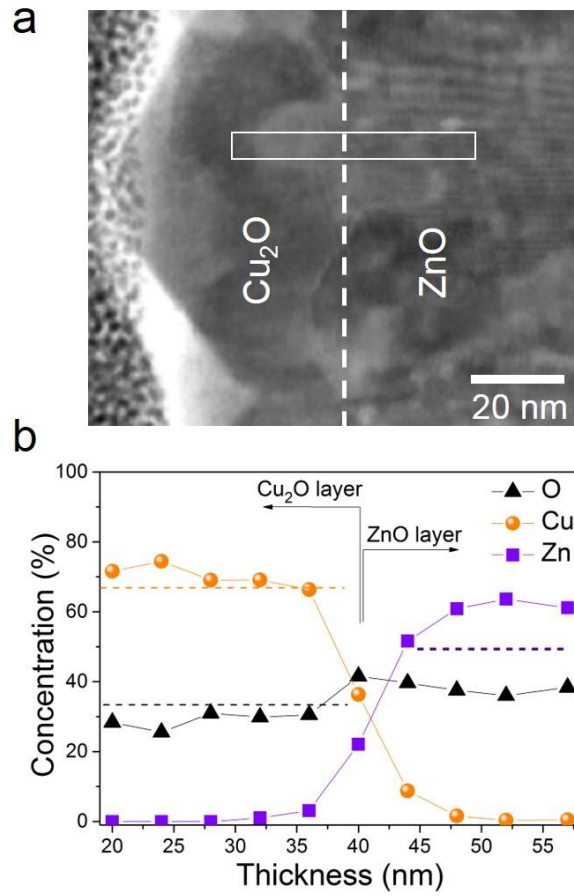 a
Cu₂O
ZnO
20 nm
b
Cu₂O layer
ZnO layer
O
Cu
Zn
Concentration (%)
100
80
60
40
20
0
20 25 30 35 40 45 50 55
Thickness (nm)